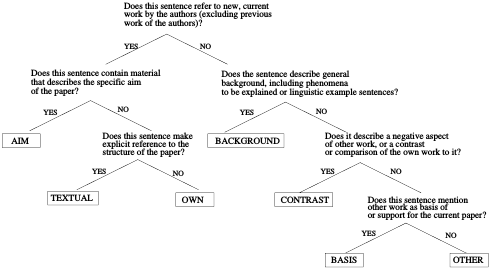 Does this sentence refer to new, current
work by the authors (excluding previous
work of the authors)?
YES
NO
Does this sentence contain material
that describes the specific aim
of the paper?
Does the sentence describe general
background, including phenomena
to be explained or linguistic example sentences?
YES
NO
YES
NO
AIM
Does this sentence make
explicit reference to the
structure of the paper?
BACKGROUND
Does it describe a negative aspect
of other work, or a contrast
or comparison of the own work to it?
YES
NO
YES
NO
TEXTUAL
OWN
CONTRAST
Does this sentence mention
other work as basis of
or support for the current paper?
YES
NO
BASIS
OTHER